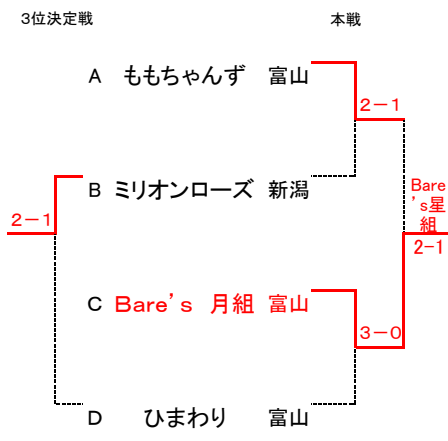 3位決定戦 本戦
A ももちゃんず 富山
2－1
B ミリオンローズ 新潟
Bare
's星
組
2－1
2-1
C Bare's 月組 富山
3－0
D ひまわり 富山